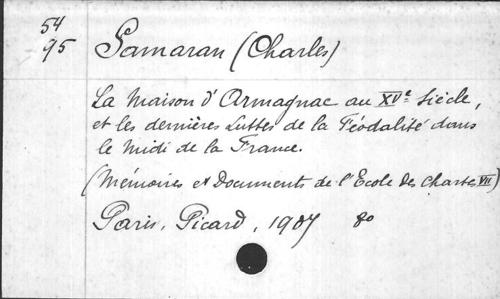 54
95
Samaran (Charles)
La Maison d'Armagnac au XVe Siècle,
et les dernières Luttes de la Féodalité dans
le Midi de la France.
(Mémoires et Documents de l'Ecole des Chartes VII)
Paris, Picard, 1907 8o